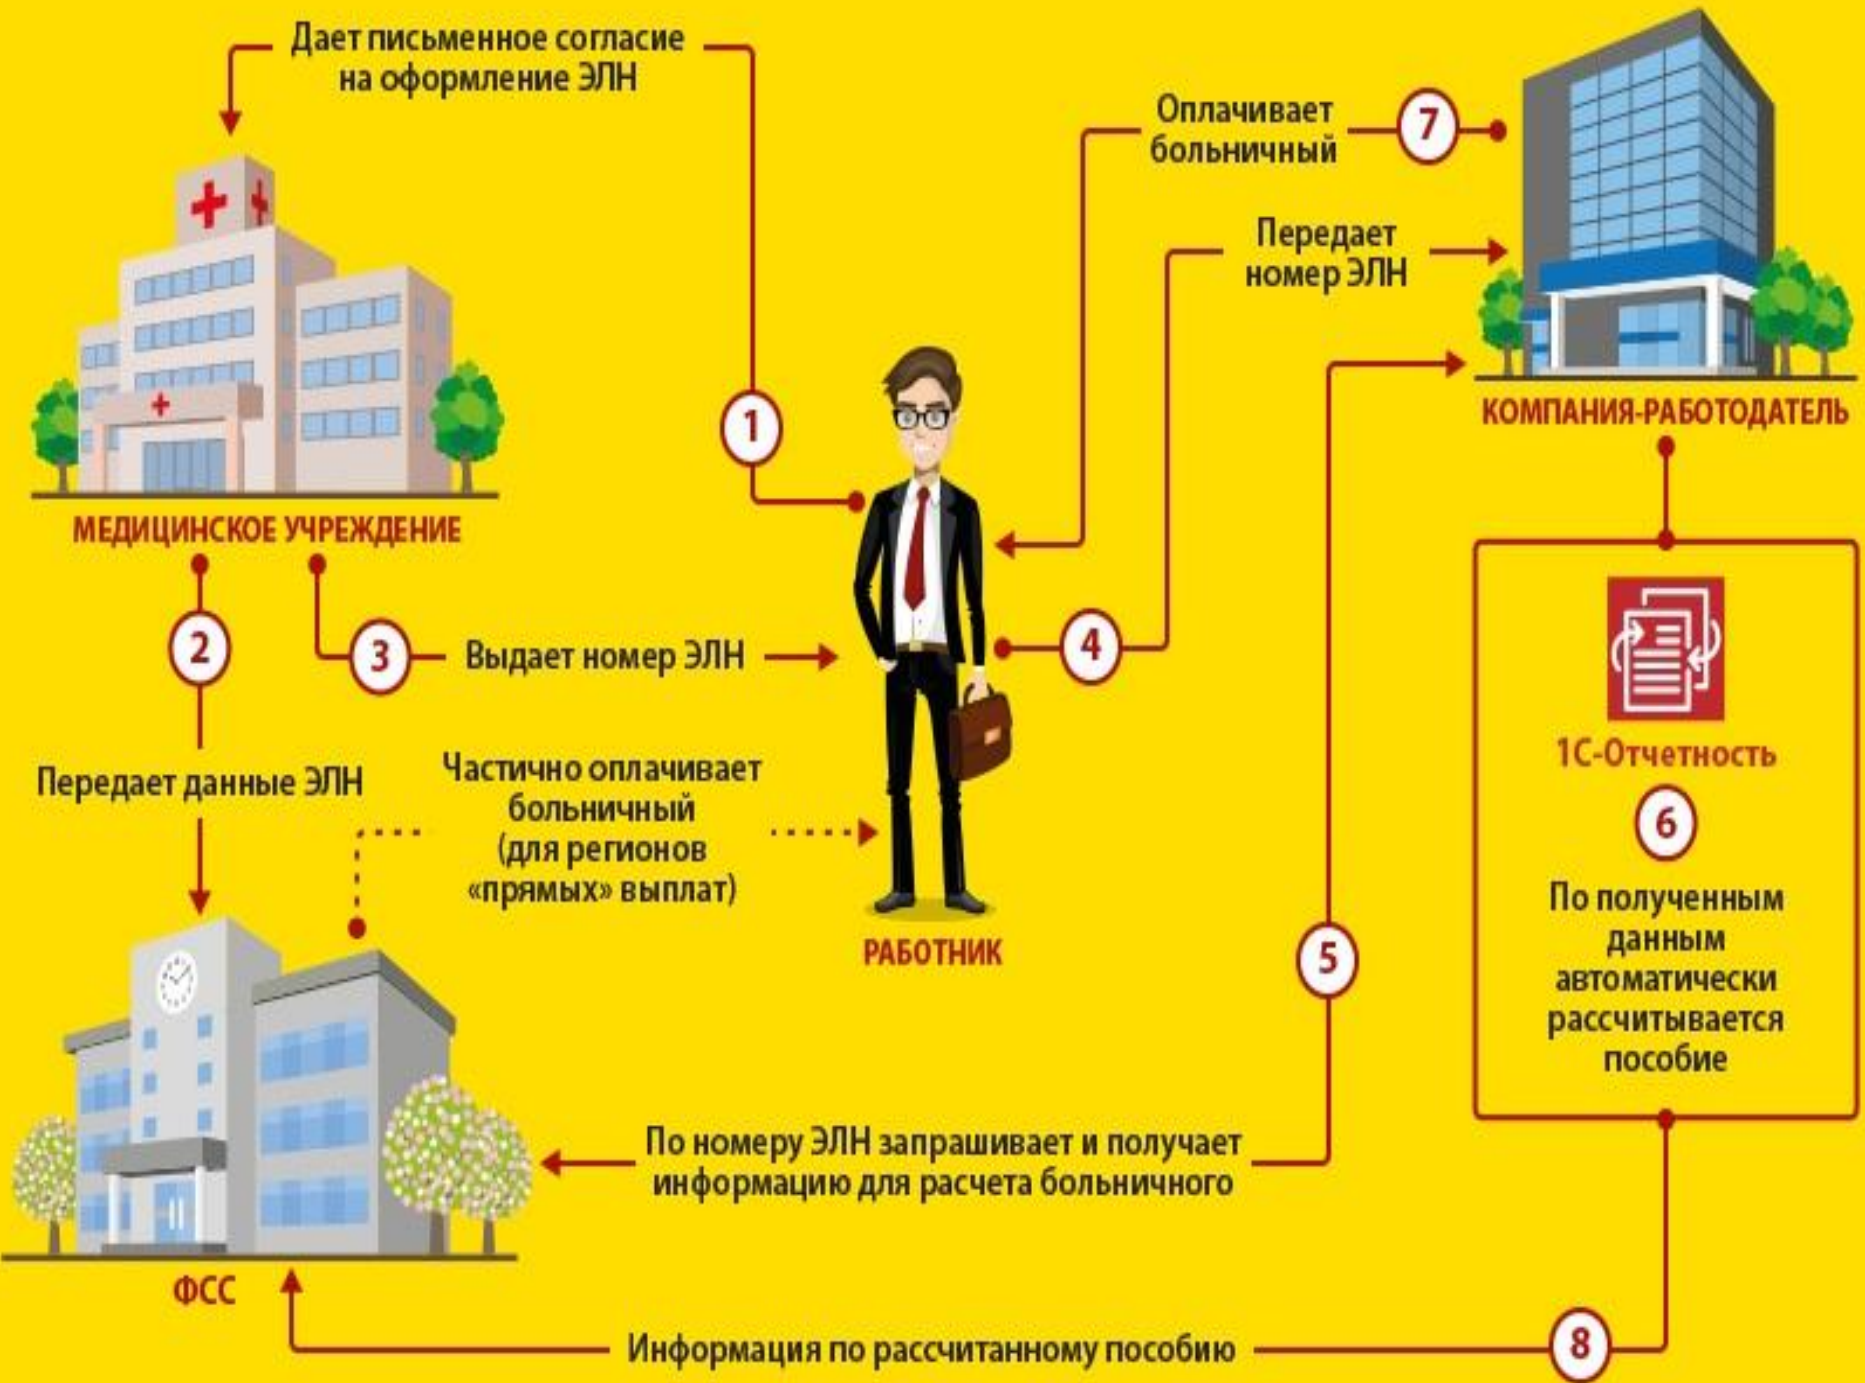 Дает письменное согласие
на оформление ЭЛН
Оплачивает
больничный
7
Передает
номер ЭЛН
1
КОМПАНИЯ-РАБОТОДАТЕЛЬ
МЕДИЦИНСКОЕ УЧРЕЖДЕНИЕ
2
3
Выдает номер ЭЛН
4
Передает данные ЭЛН
Частично оплачивает
больничный
(для регионов
«прямых» выплат)
РАБОТНИК
1С-Отчетность
6
По полученным
данным
автоматически
рассчитывается
пособие
5
По номеру ЭЛН запрашивает и получает
информацию для расчета больничного
ФСС
Информация по рассчитанному пособию
8